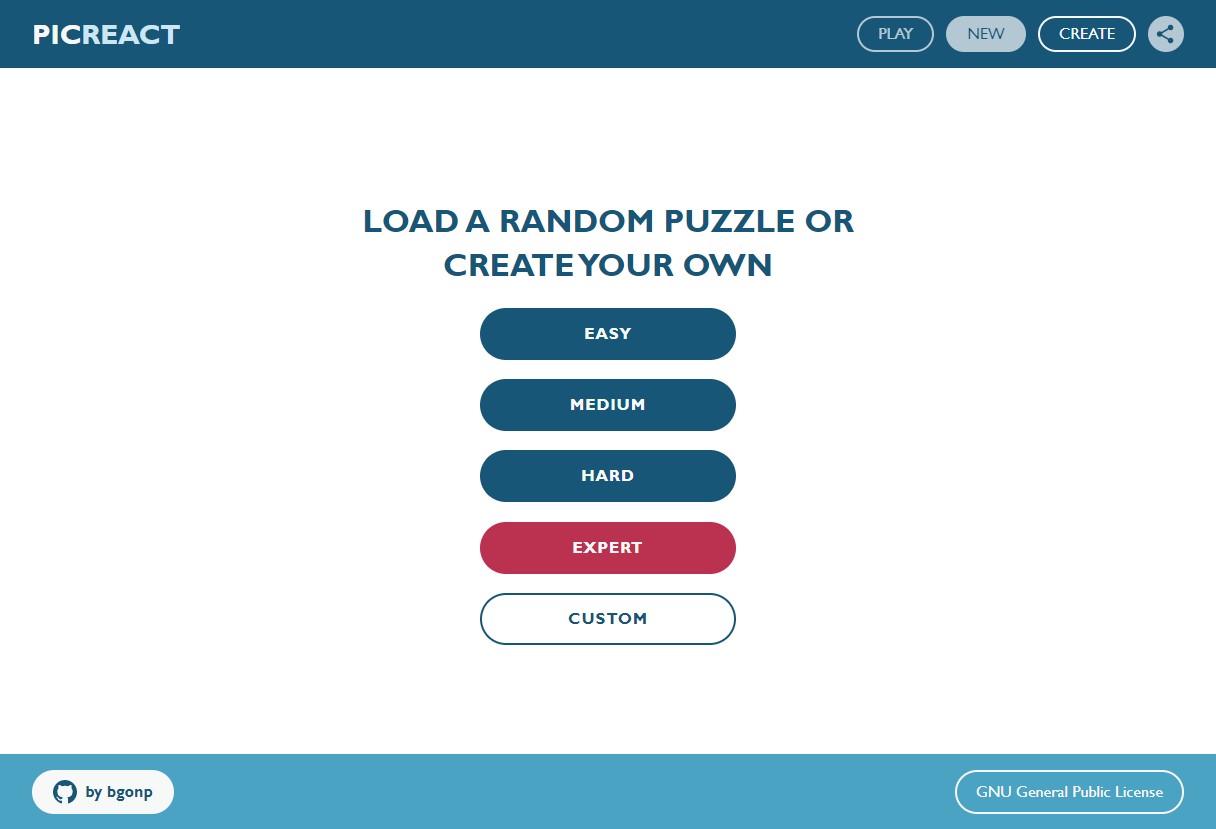 PICREACT
PLAY
NEW
CREATE
LOAD A RANDOM PUZZLE OR
CREATE YOUR OWN
EASY
MEDIUM
HARD
EXPERT
CUSTOM
by bgonp
GNU General Public License